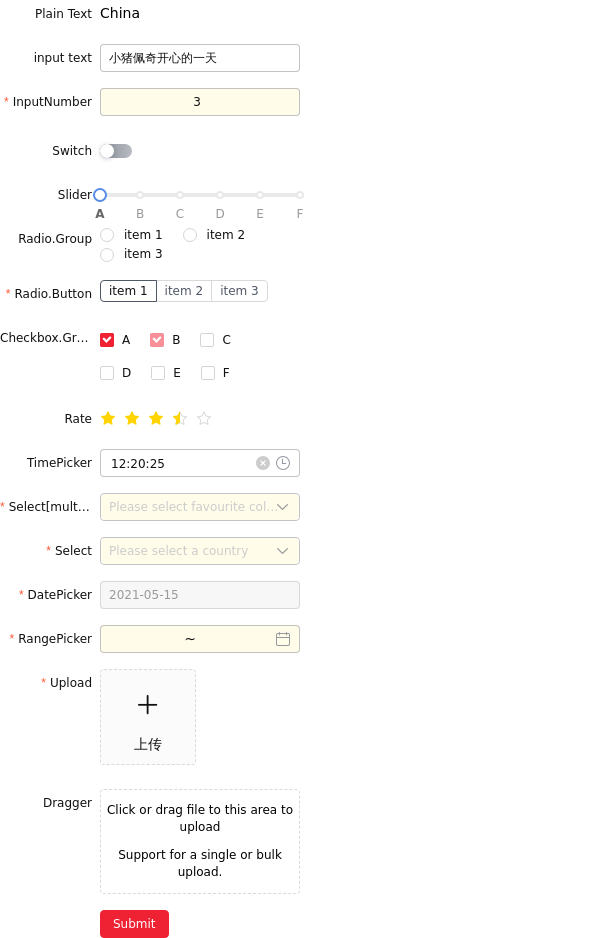 Plain Text China
input text 小猪佩奇开心的一天
* InputNumber 3
Switch
Slider
A B C D E F
Radio.Group item 1 item 2
item 3
* Radio.Button item 1 item 2 item 3
Checkbox.Gr... A B C
D E F
Rate
TimePicker 12:20:25
* Select[mult... Please select favourite col...
* Select Please select a country
* DatePicker 2021-05-15
* RangePicker ~
* Upload
上传
Dragger
Click or drag file to this area to
upload
Support for a single or bulk
upload.
Submit